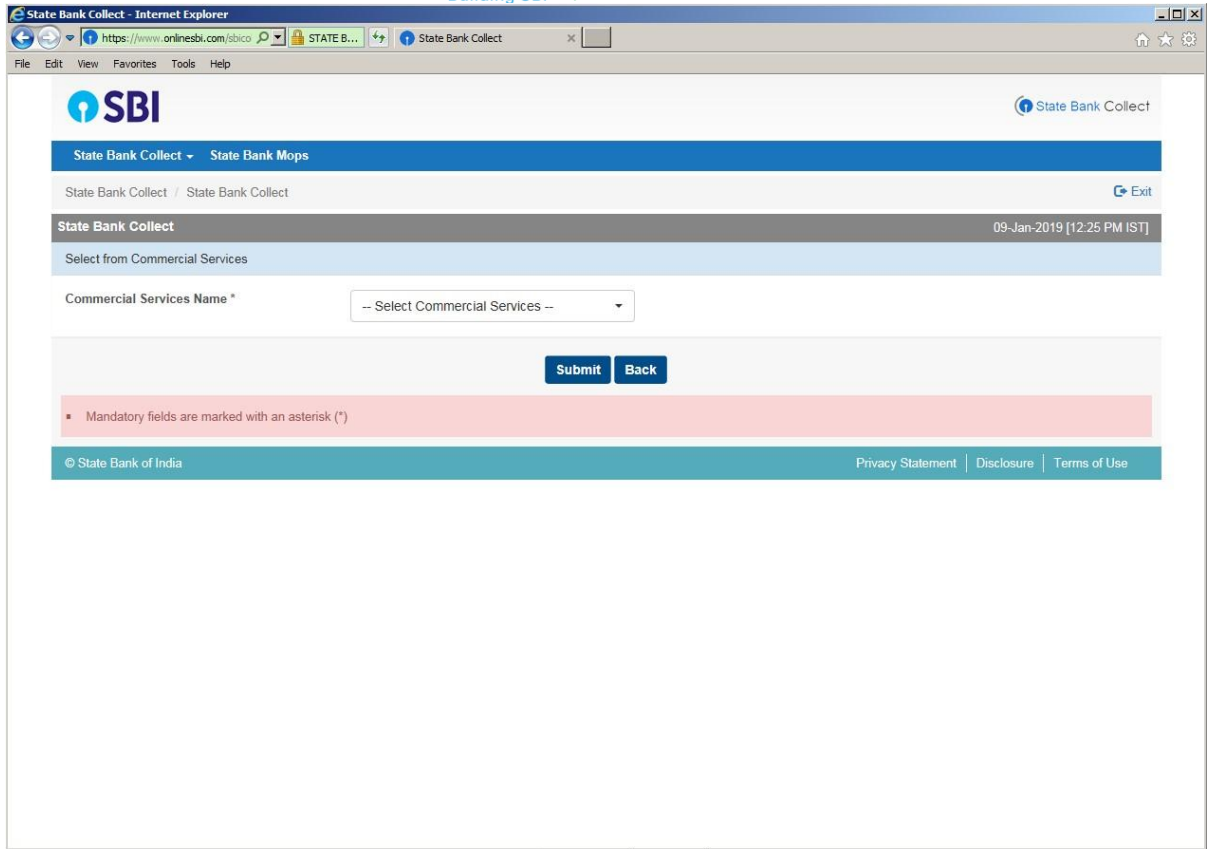 State Bank Collect - Internet Explorer
https://www.onlinesbi.com/sbico STATE B... State Bank Collect
File Edit View Favorites Tools Help
SBI State Bank Collect
State Bank Collect State Bank Mops
State Bank Collect / State Bank Collect Exit
State Bank Collect 09-Jan-2019 [12:25 PM IST]
Select from Commercial Services
Commercial Services Name * -- Select Commercial Services --
Submit Back
Mandatory fields are marked with an asterisk (*)
© State Bank of India Privacy Statement | Disclosure | Terms of Use